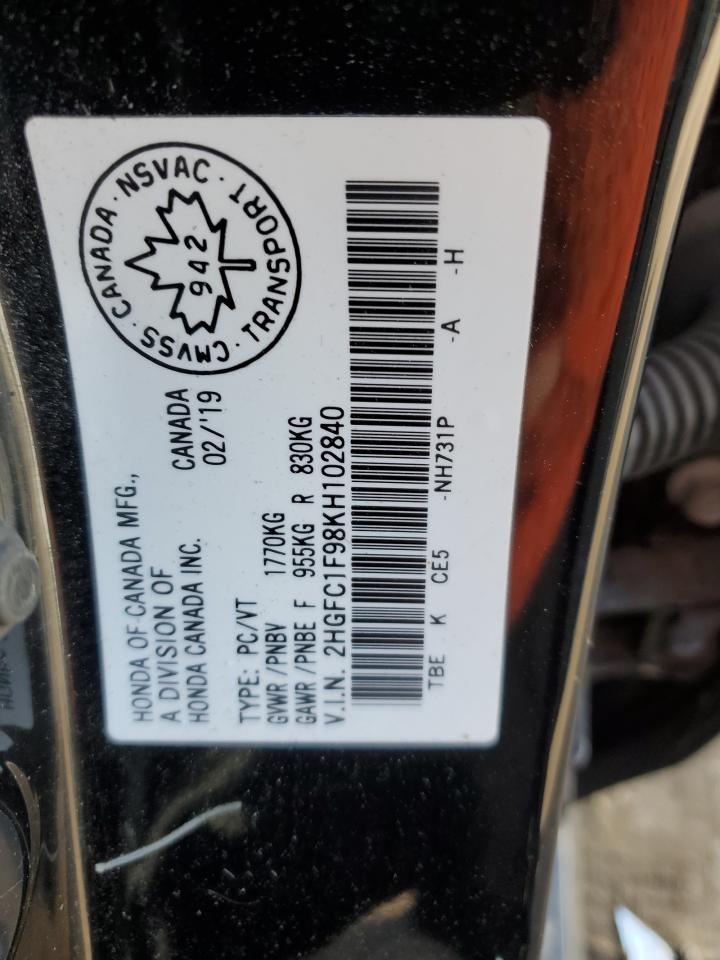 HONDA OF CANADA MFG.,
A DIVISION OF
HONDA CANADA INC.
CANADA
02/'19
CANADA · NSVAC · TRANSPORT · CMVSS ·
942
TYPE: PC/VT
GVWR/PNBV 1770KG
GAWR/PNBE F 955KG R 830KG
V.I.N. 2HGFC1F98KH102840
TBE K CE5 -NH731P -A -H